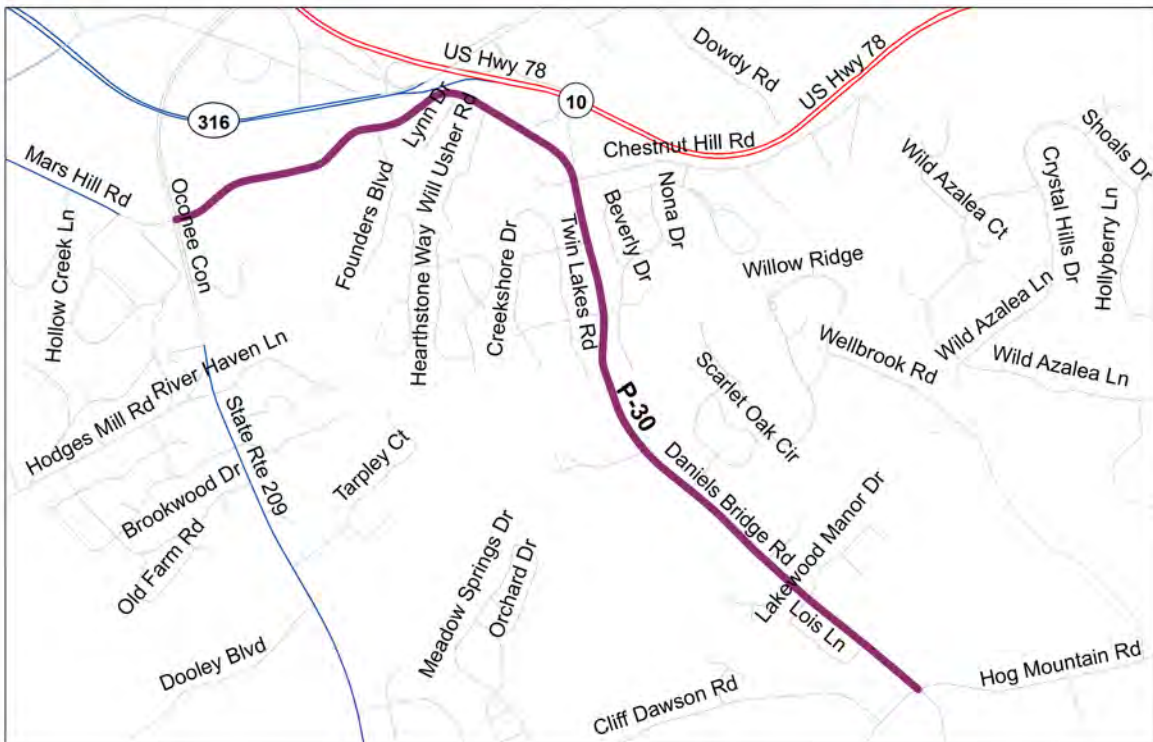 US Hwy 78
Dowdy Rd
US Hwy 78
10
316
Lynn Dr
Will Usher Rd
Chestnut Hill Rd
Shoals Dr
Mars Hill Rd
Oconee Con
Founders Blvd
Hearthstone Way
Creekshore Dr
Twin Lakes Rd
Beverly Dr
Nona Dr
Wild Azalea Ct
Crystal Hills Dr
Hollyberry Ln
Hollow Creek Ln
Willow Ridge
Wild Azalea Ln
Wellbrook Rd
Wild Azalea Ln
River Haven Ln
Hodges Mill Rd
State Rte 209
P-30
Scarlet Oak Cir
Brookwood Dr
Tarpley Ct
Old Farm Rd
Daniels Bridge Rd
Lakewood Manor Dr
Meadow Springs Dr
Orchard Dr
Lois Ln
Dooley Blvd
Hog Mountain Rd
Cliff Dawson Rd